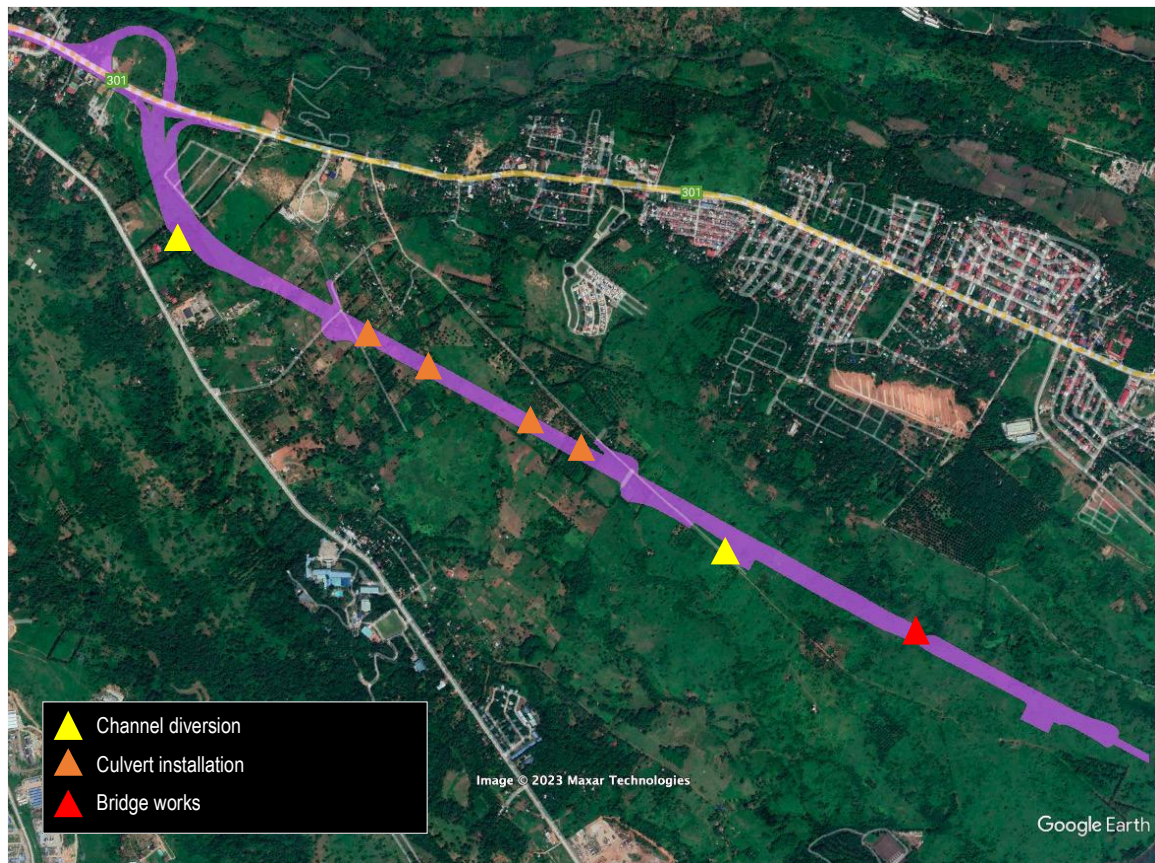 301
301
Channel diversion
Culvert installation
Bridge works
Image © 2023 Maxar Technologies
Google Earth